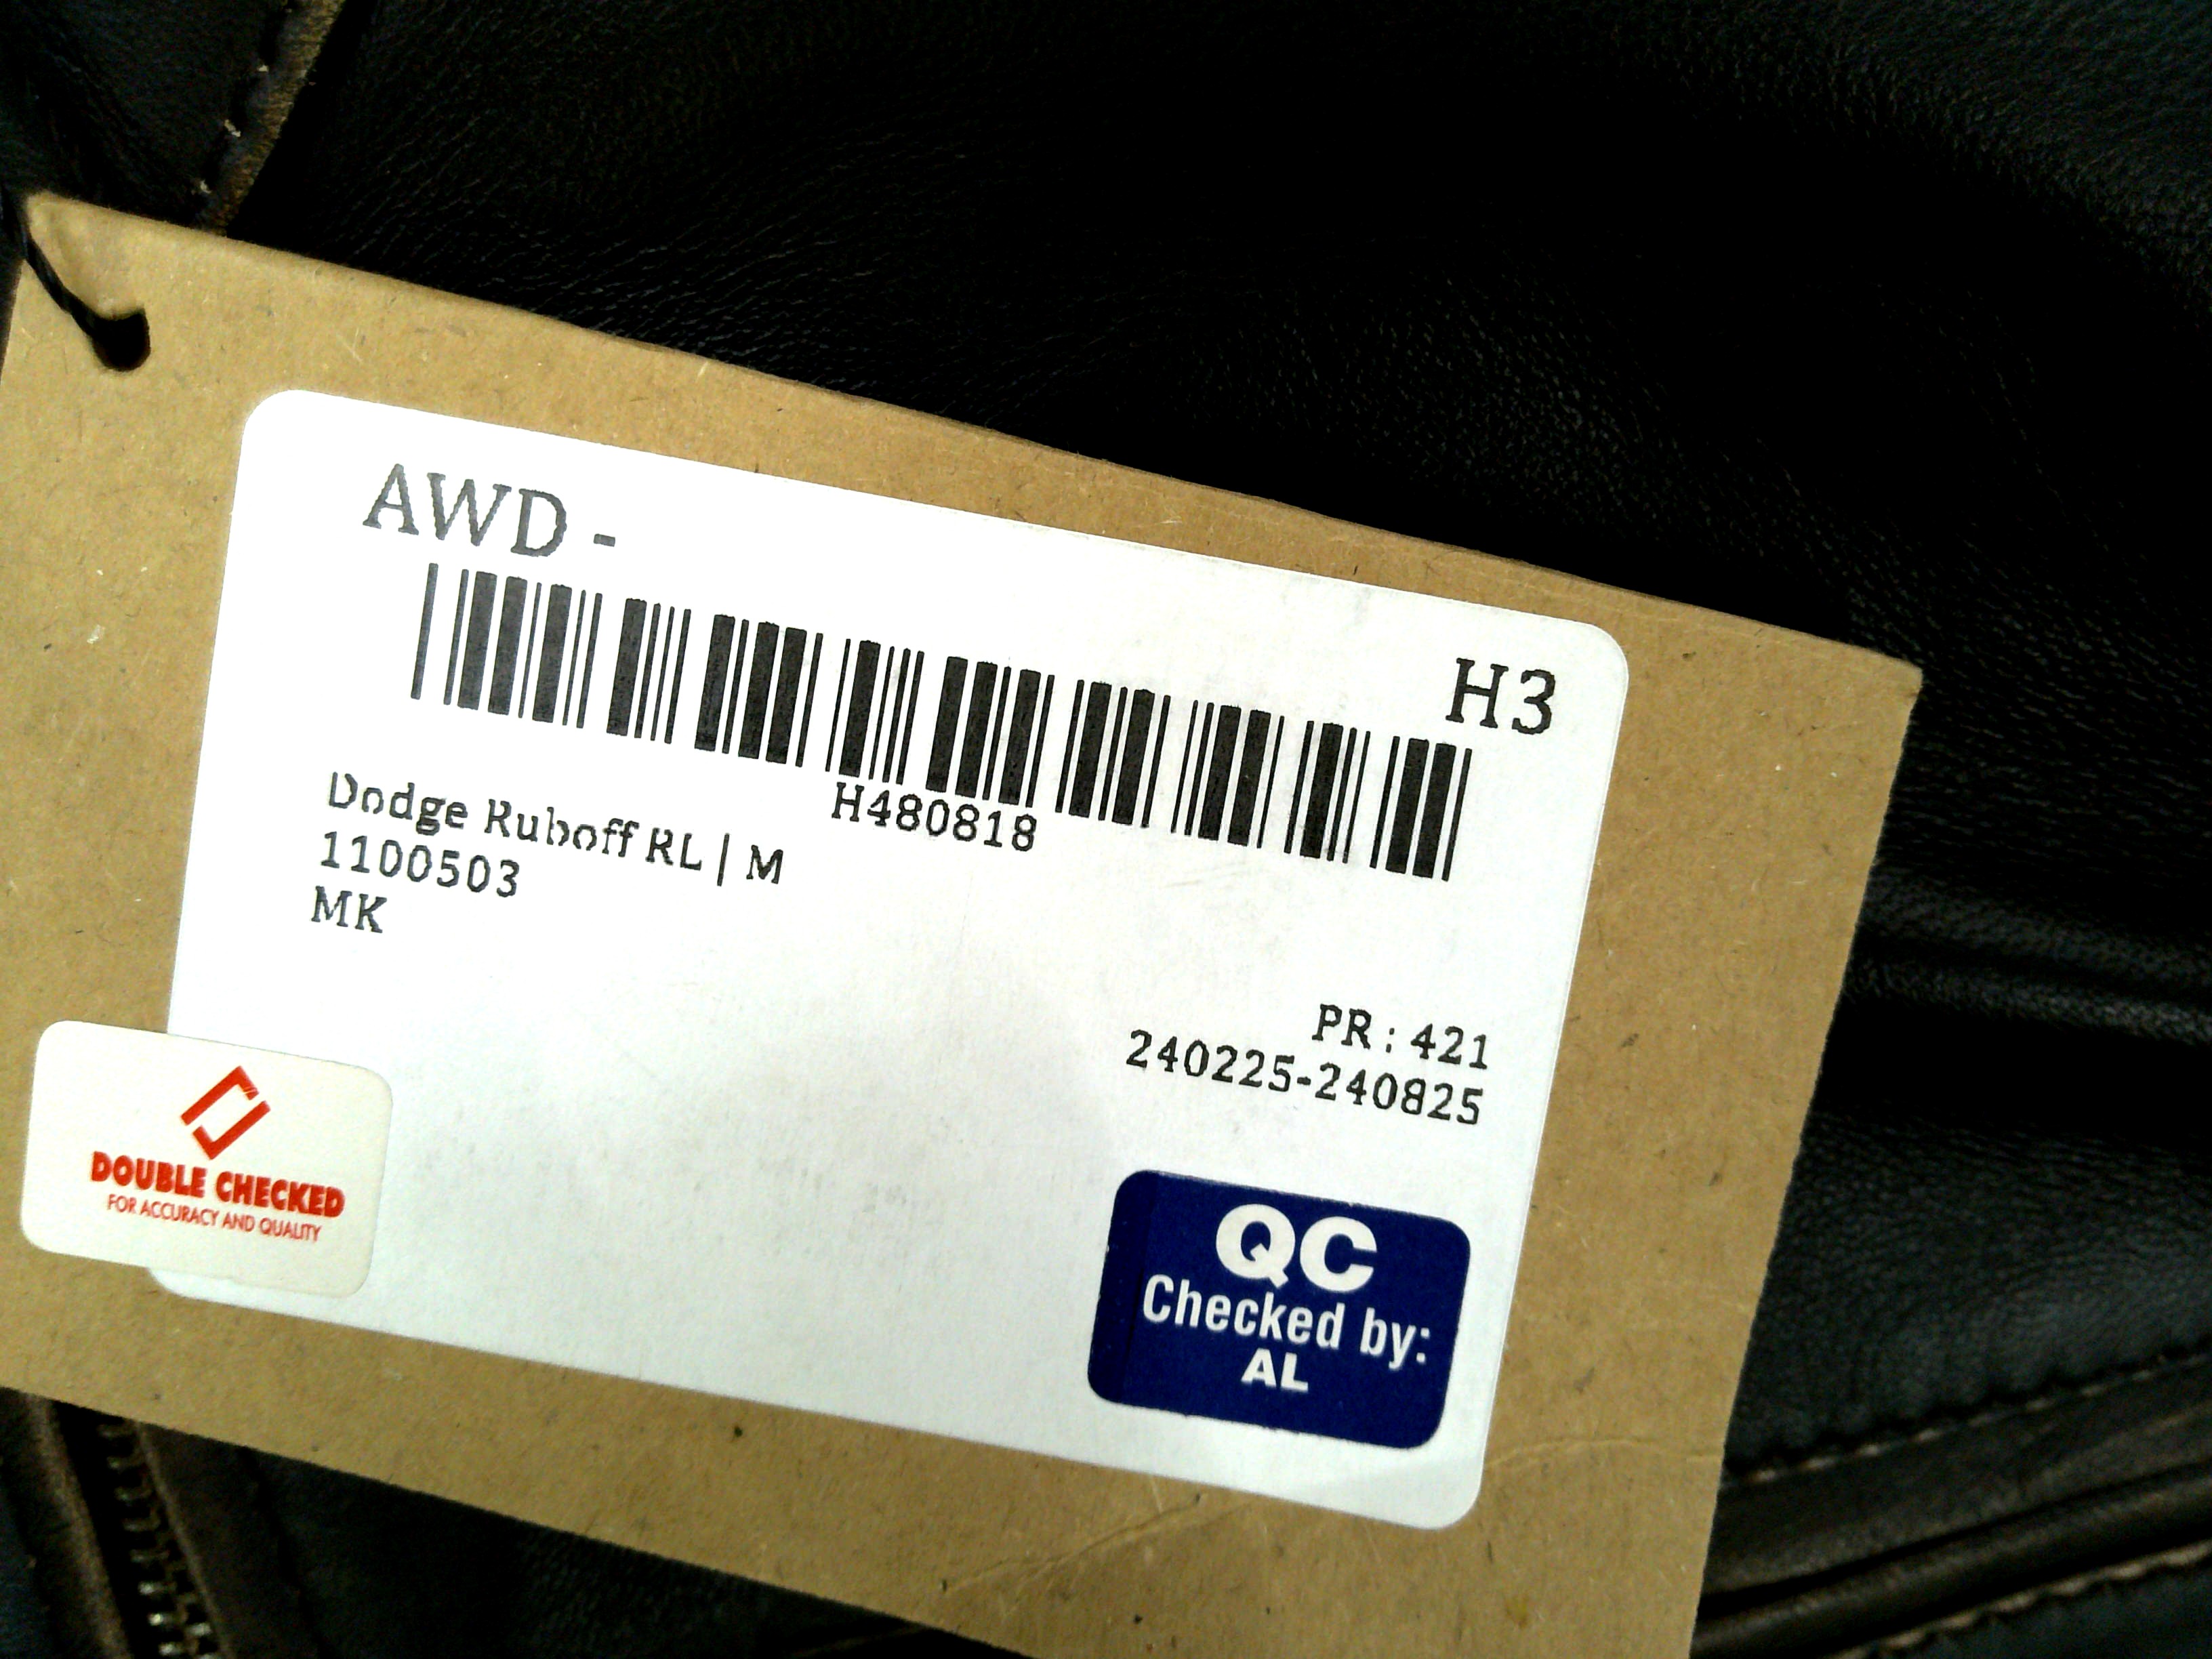 AWD -
H3
H480818
Dodge Ruboff RL | M
1100503
MK
PR : 421
240225-240825
DOUBLE CHECKED
FOR ACCURACY AND QUALITY
QC
Checked by:
AL